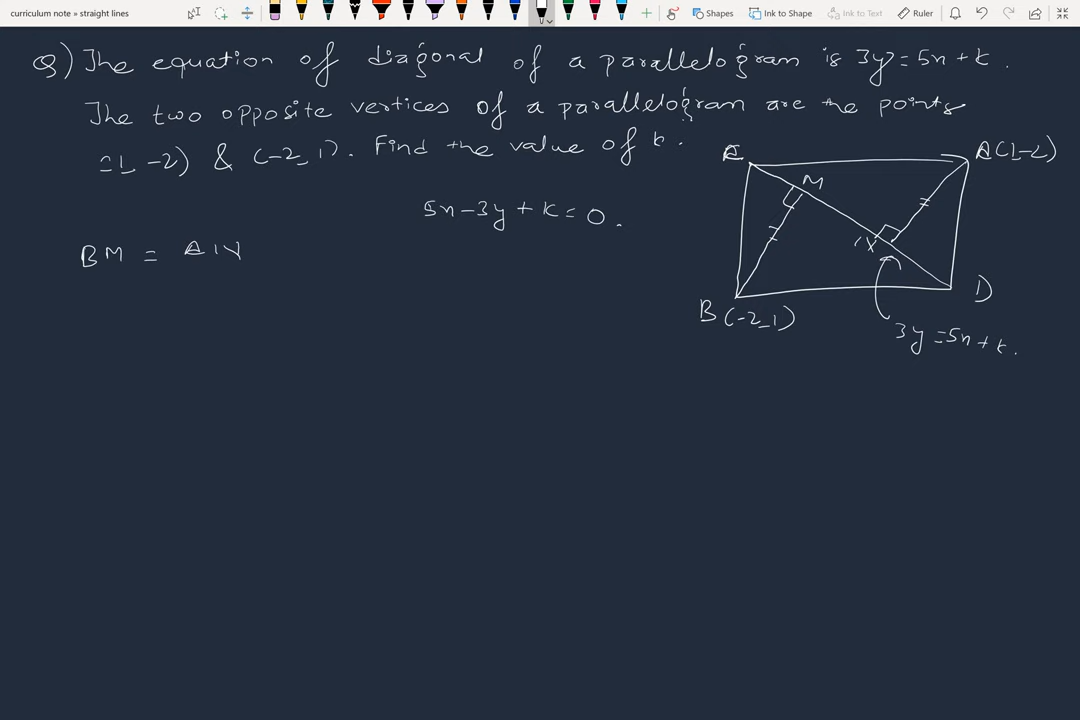 curriculum note » straight lines
Shapes Ink to Shape Ink to Text Ruler
Q) The equation of diagonal of a parallelogram is 3y = 5x + k.
The two opposite vertices of a parallelogram are the points
(1, -2) & (-2, 1). Find the value of k.
A(1-2)
M
5x - 3y + k = 0.
N
BM = AN
D
B(-2,1)
3y = 5x + k.